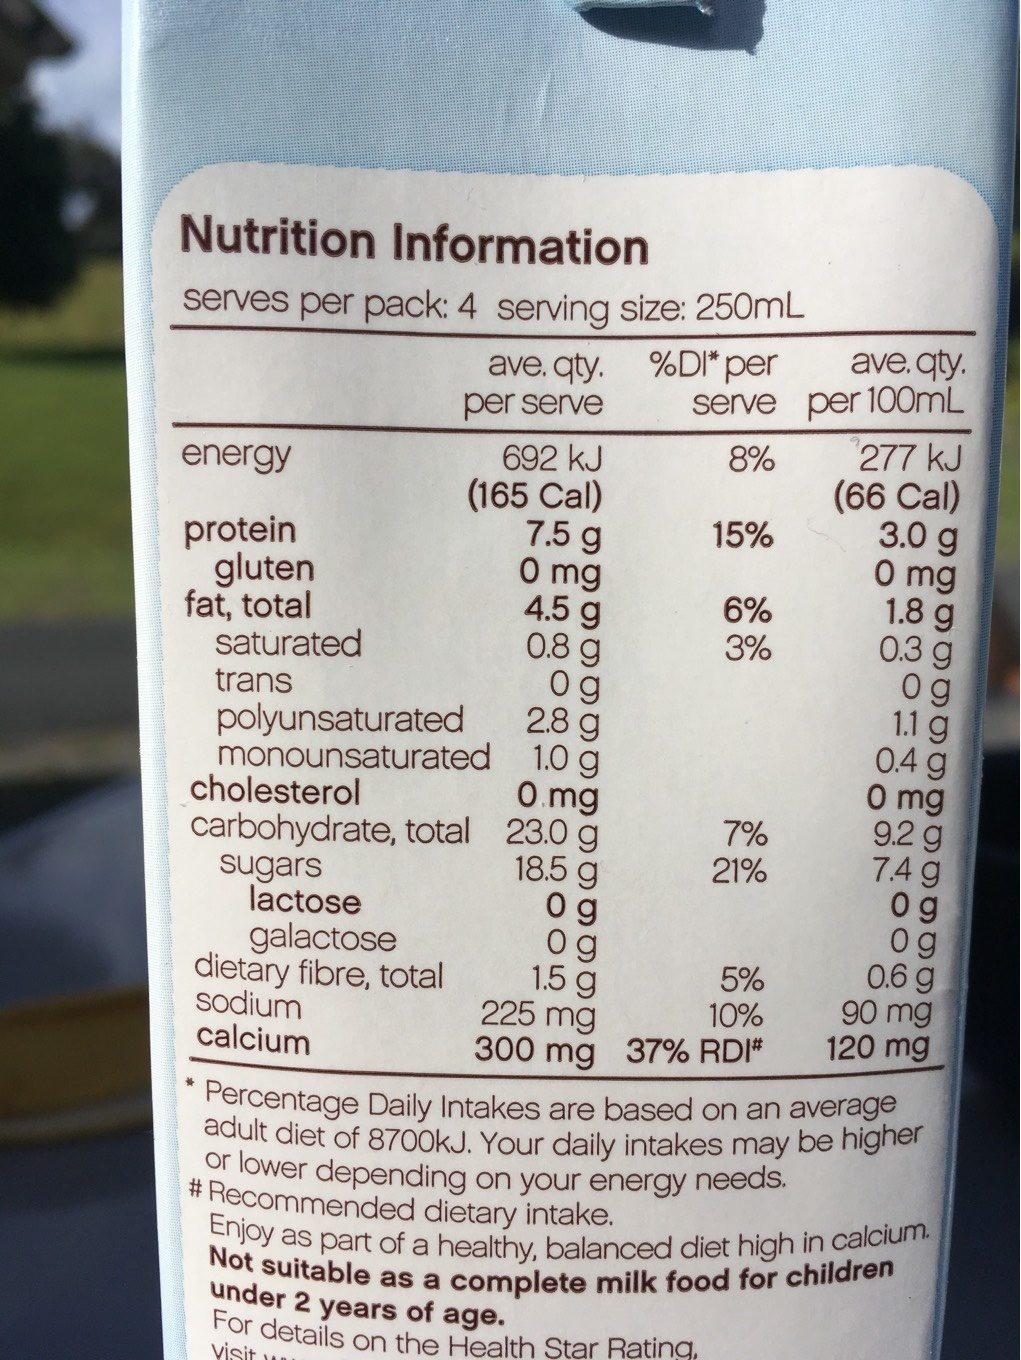 Nutrition Information
serves per pack: 4 serving size: 250mL
ave. qty. %DI* per ave. qty.
per serve serve per 100mL
energy 692 kJ 8% 277 kJ
(165 Cal) (66 Cal)
protein 7.5 g 15% 3.0 g
gluten 0 mg 0 mg
fat, total 4.5 g 6% 1.8 g
saturated 0.8 g 3% 0.3 g
trans 0 g 0 g
polyunsaturated 2.8 g 1.1 g
monounsaturated 1.0 g 0.4 g
cholesterol 0 mg 0 mg
carbohydrate, total 23.0 g 7% 9.2 g
sugars 18.5 g 21% 7.4 g
lactose 0 g 0 g
galactose 0 g 0 g
dietary fibre, total 1.5 g 5% 0.6 g
sodium 225 mg 10% 90 mg
calcium 300 mg 37% RDI# 120 mg
* Percentage Daily Intakes are based on an average
adult diet of 8700kJ. Your daily intakes may be higher
or lower depending on your energy needs.
# Recommended dietary intake.
Enjoy as part of a healthy, balanced diet high in calcium.
Not suitable as a complete milk food for children
under 2 years of age.
For details on the Health Star Rating,
visit